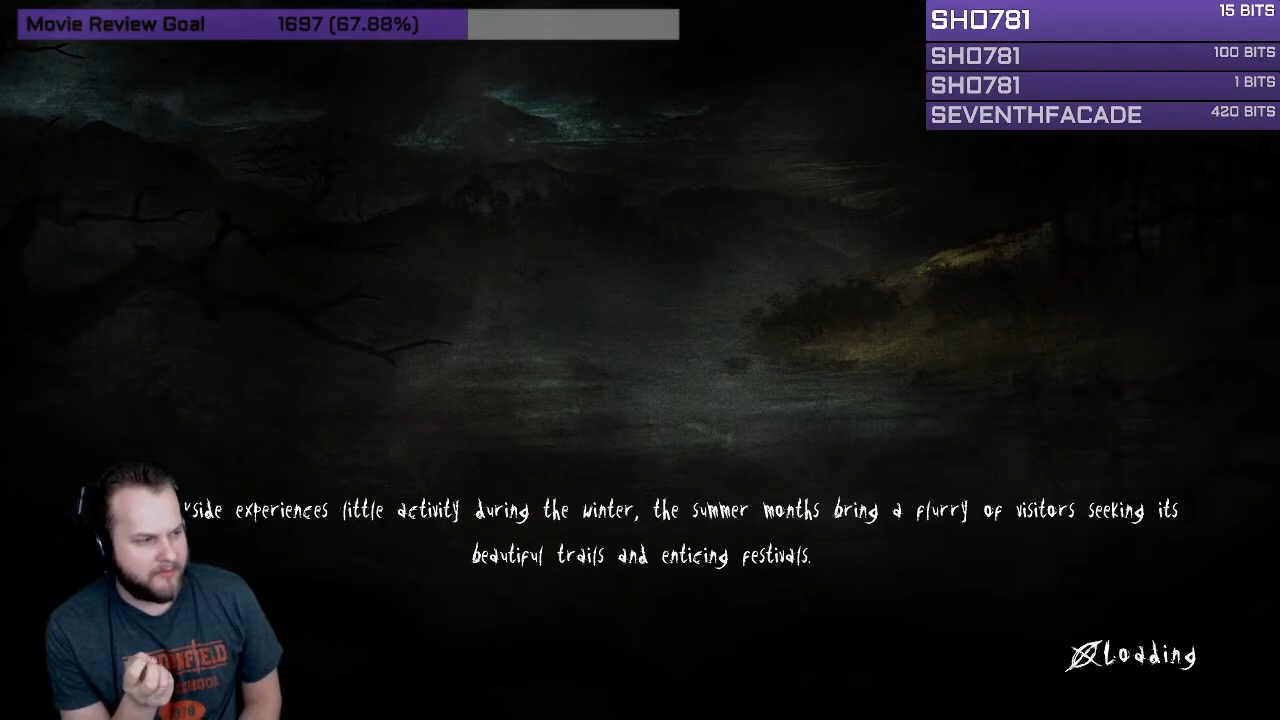 Movie Review Goal 1697 (67.88%)
SHO781 15 BITS
SHO781 100 BITS
SHO781 1 BITS
SEVENTHFACADE 420 BITS
experiences little activity during the winter, the summer months bring a flurry of visitors seeking its
beautiful trails and enticing festivals.
Loading
1978